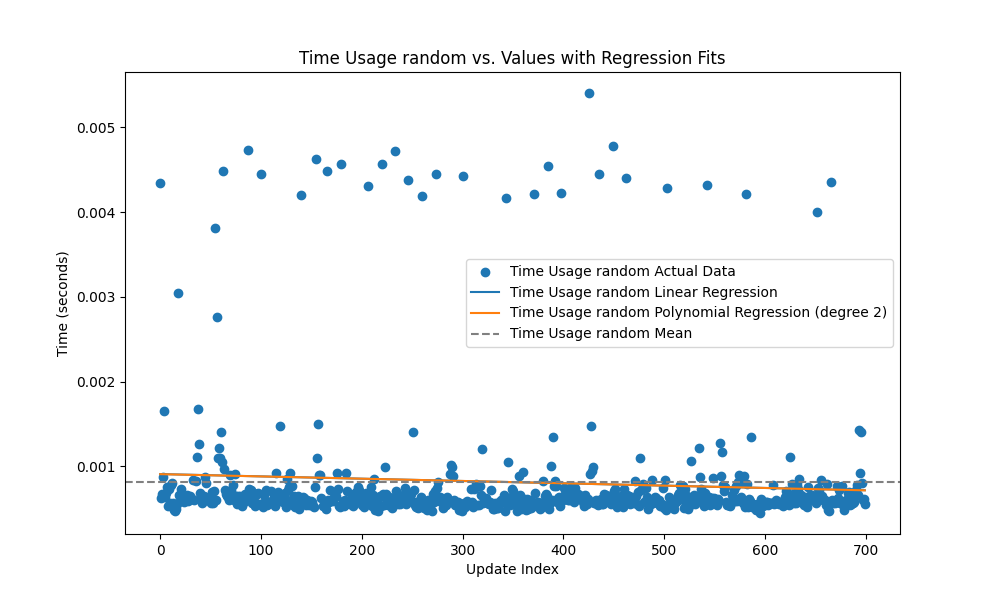 Time Usage random vs. Values with Regression Fits
0.005
0.004
0.003
0.002
0.001
Time (seconds)
Time Usage random Actual Data
Time Usage random Linear Regression
Time Usage random Polynomial Regression (degree 2)
Time Usage random Mean
0 100 200 300 400 500 600 700
Update Index